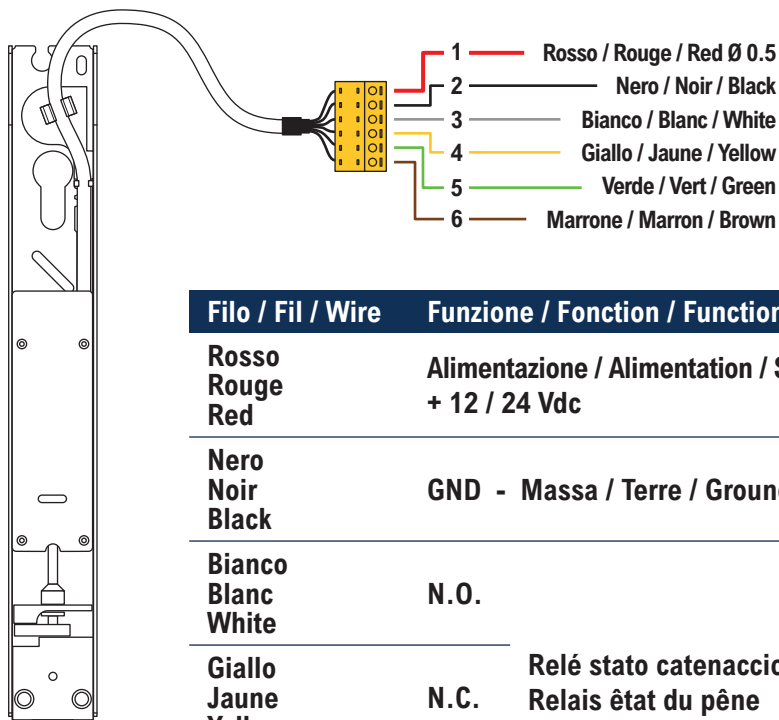 1 Rosso / Rouge / Red Ø 0.5
2 Nero / Noir / Black
3 Bianco / Blanc / White
4 Giallo / Jaune / Yellow
5 Verde / Vert / Green
6 Marrone / Marron / Brown
Filo / Fil / Wire Funzione / Fonction / Function
Rosso
Rouge
Red
Alimentazione / Alimentation /
+ 12 / 24 Vdc
Nero
Noir
Black
GND - Massa / Terre / Ground
Bianco
Blanc
White
N.O.
Giallo
Jaune
N.C.
Relé stato catenaccio
Relais êtat du pêne